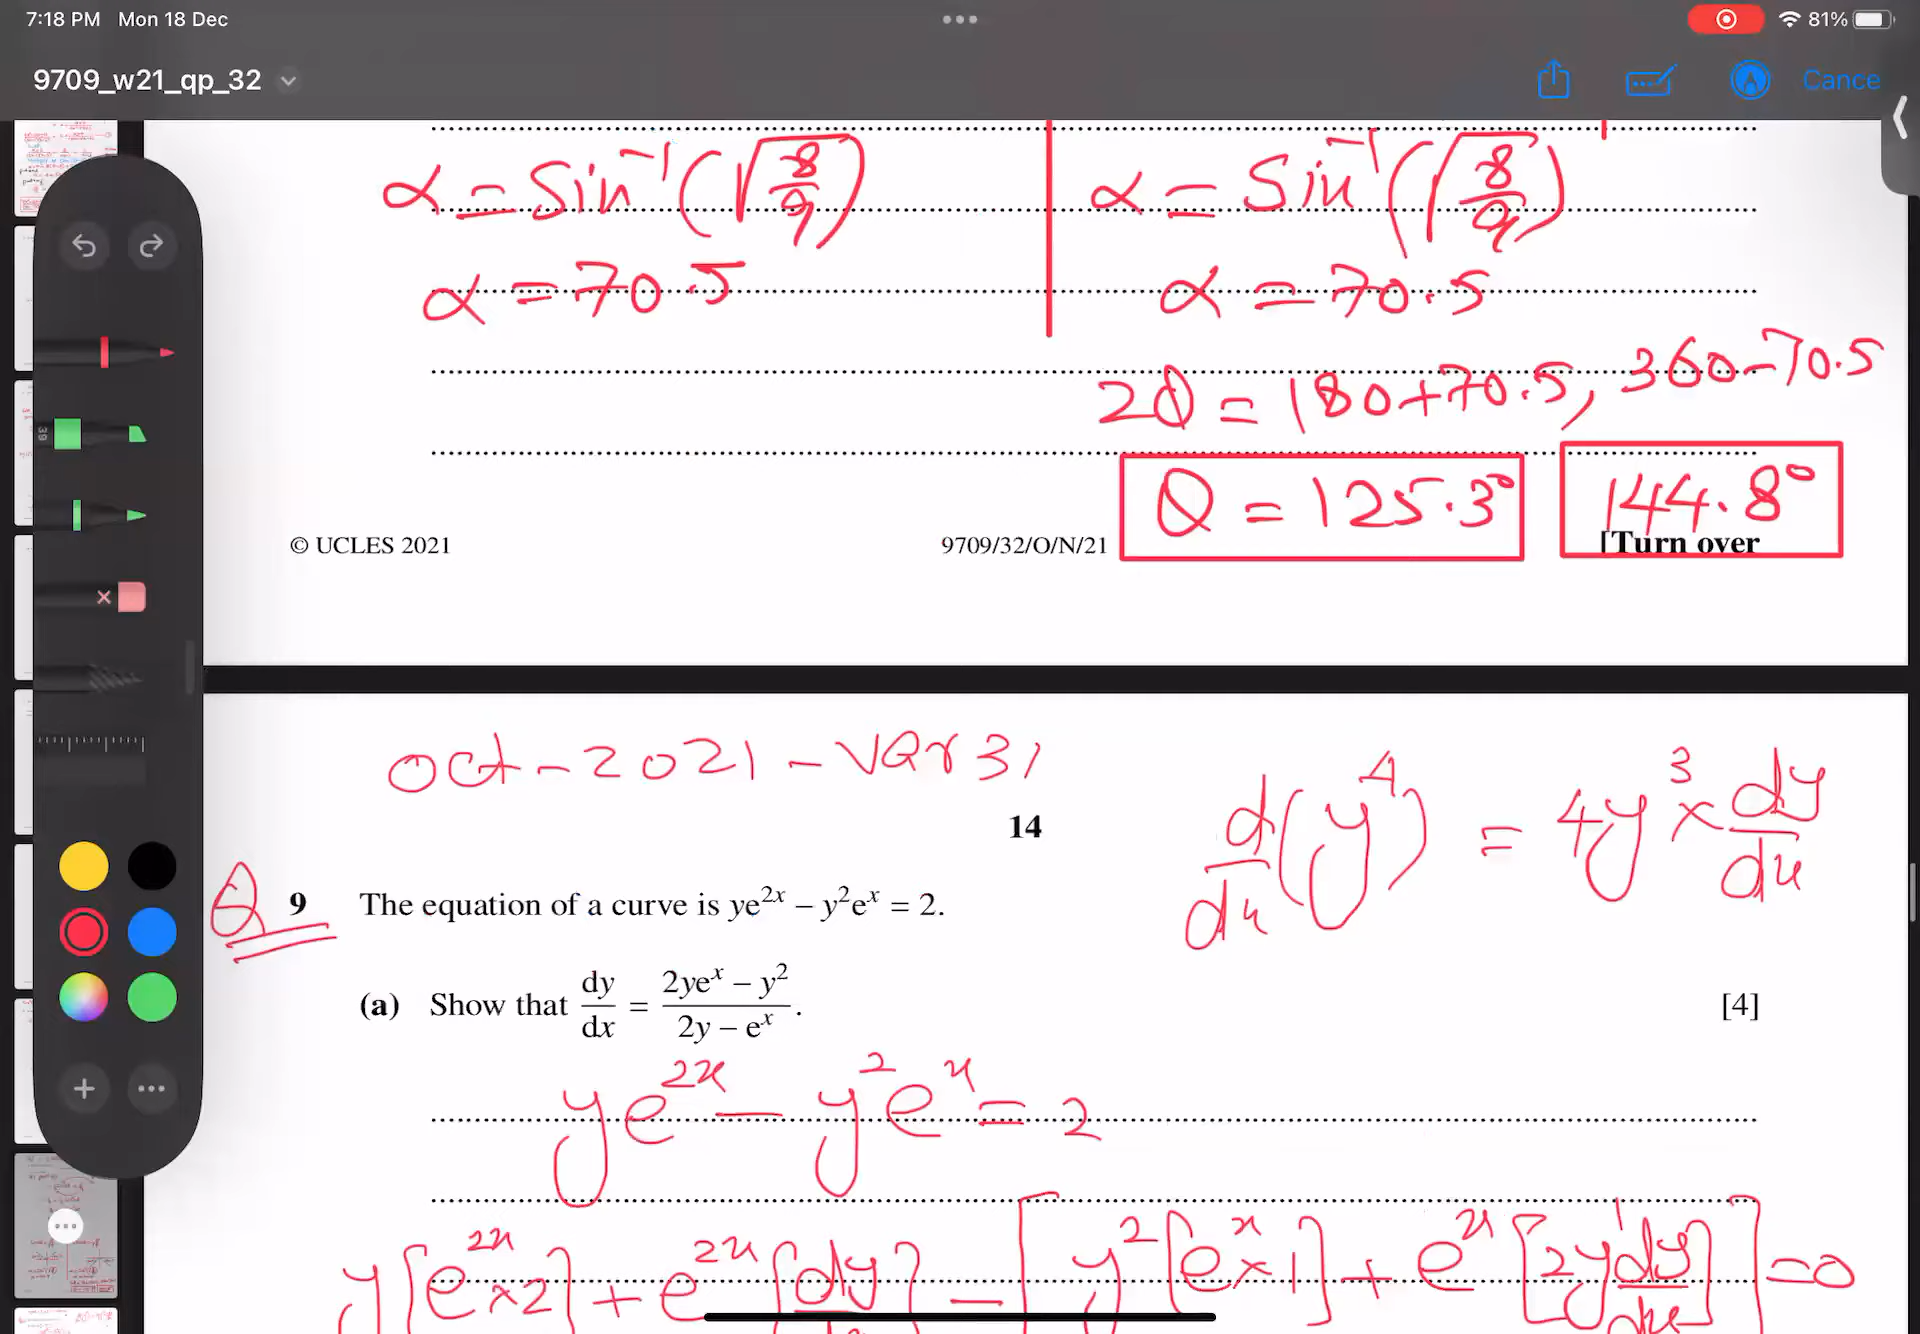 7:18 PM Mon 18 Dec
81%
9709_w21_qp_32
Cance
α = Sin⁻¹(√8/9)
α = Sin⁻¹(√8/9)
α = 70.5
α = 70.5
2θ = 180+70.5, 360-70.5
θ = 125.3°
144.8°
© UCLES 2021
9709/32/O/N/21
[Turn over
Oct - 2021 - var 31
14
d/dx (y⁴) = 4y³ × dy/dx
Q 9 The equation of a curve is ye²ˣ – y²eˣ = 2.
(a) Show that dy/dx = (2yeˣ – y²)/(2y – eˣ). [4]
ye²ˣ – y²eˣ = 2
y[e²ˣ×2] + e²ˣ[dy/dx] – [y²[eˣ×1] + eˣ[2y¹dy/dx]] = 0
39